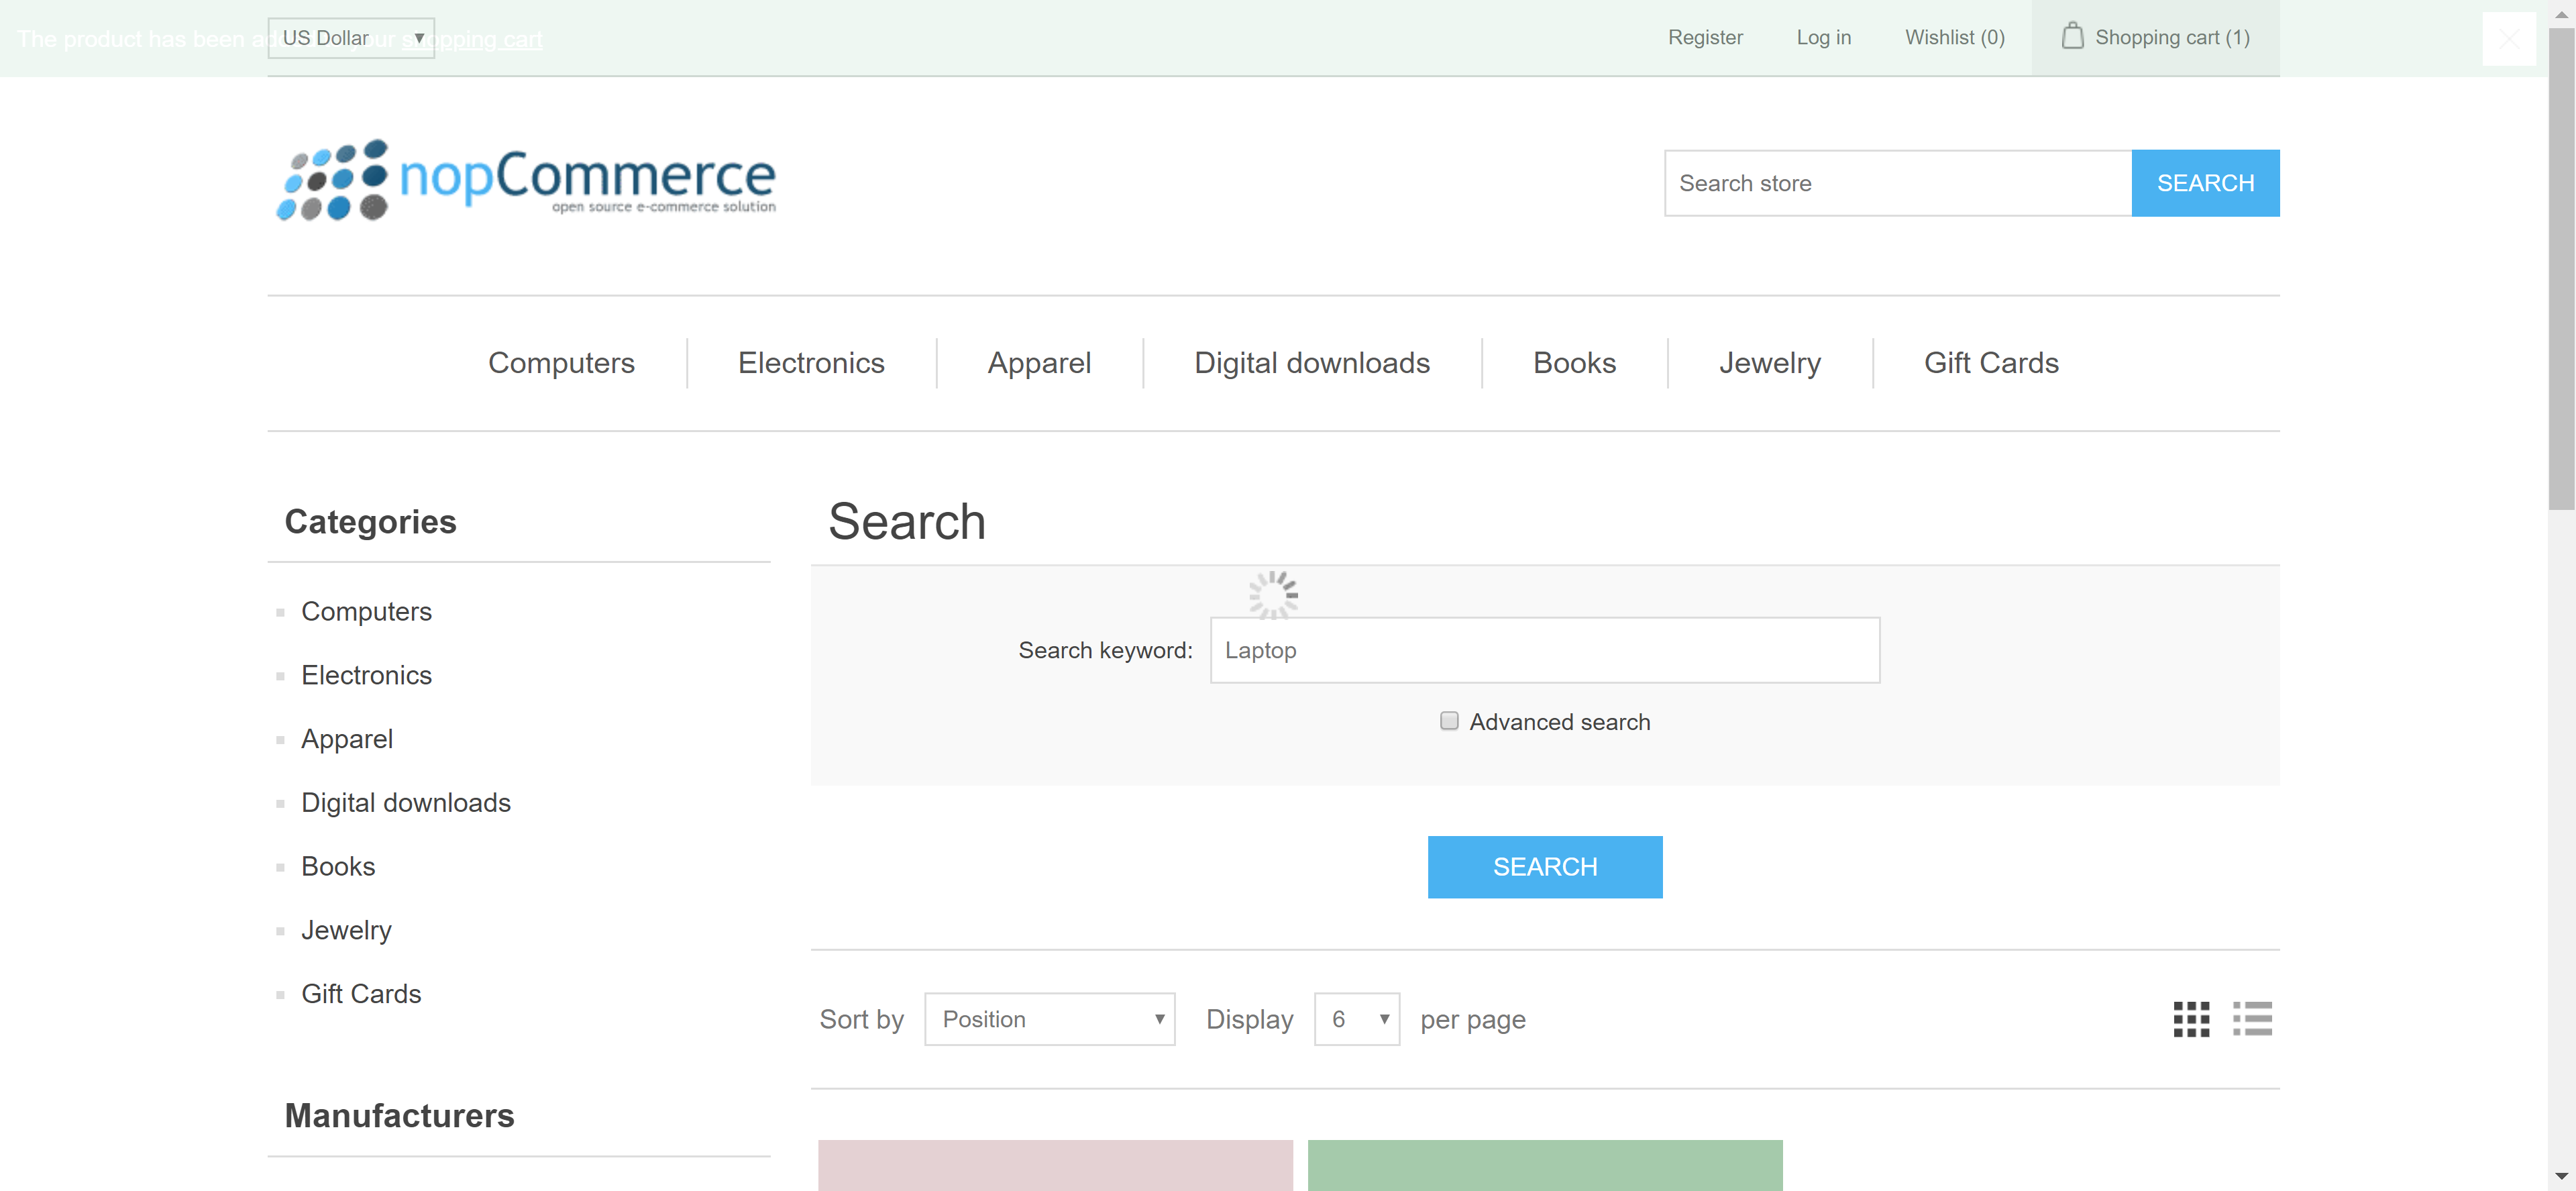 The product has been ad your shopping cart
US Dollar
Register
Log in
Wishlist (0)
Shopping cart (1)
nopCommerce
open source e-commerce solution
Search store
SEARCH
Computers
Electronics
Apparel
Digital downloads
Books
Jewelry
Gift Cards
Categories
Computers
Electronics
Apparel
Digital downloads
Books
Jewelry
Gift Cards
Manufacturers
Search
Search keyword:
Laptop
Advanced search
SEARCH
Sort by
Position
Display
6
per page